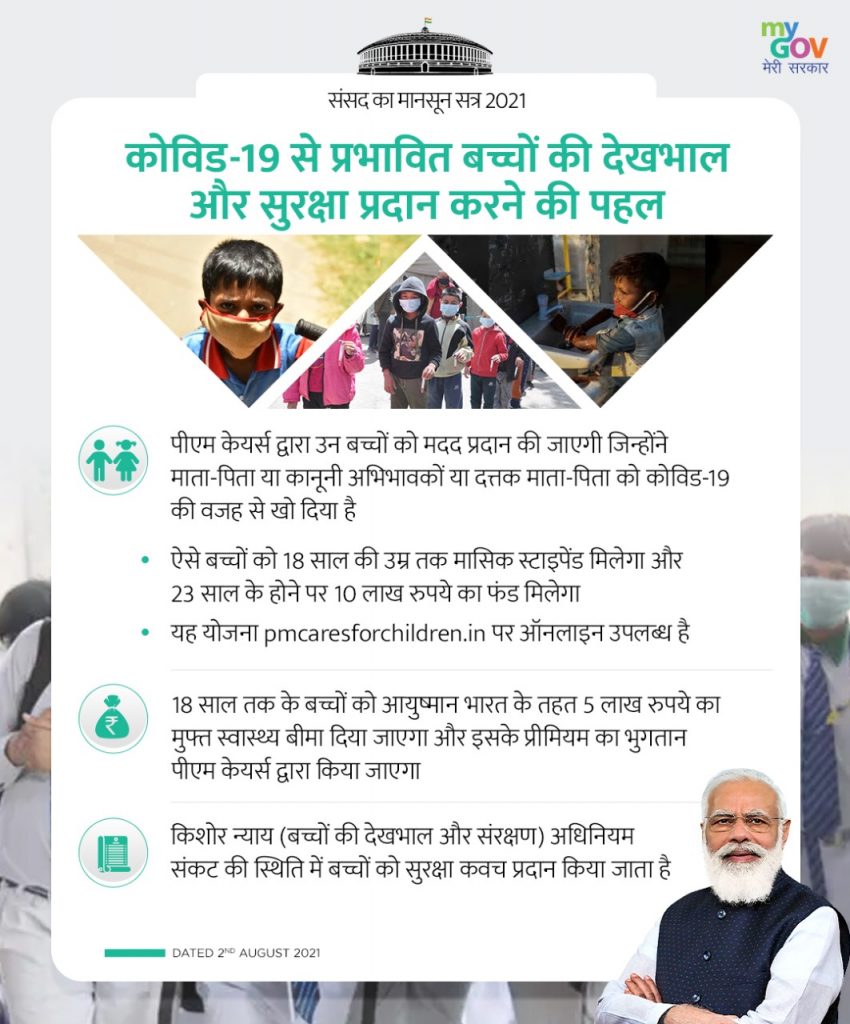 my
GOV
मेरी सरकार
संसद का मानसून सत्र 2021
कोविड-19 से प्रभावित बच्चों की देखभाल
और सुरक्षा प्रदान करने की पहल
पीएम केयर्स द्वारा उन बच्चों को मदद प्रदान की जाएगी जिन्होंने
माता-पिता या कानूनी अभिभावकों या दत्तक माता-पिता को कोविड-19
की वजह से खो दिया है
• ऐसे बच्चों को 18 साल की उम्र तक मासिक स्टाइपेंड मिलेगा और
23 साल के होने पर 10 लाख रुपये का फंड मिलेगा
• यह योजना pmcaresforchildren.in पर ऑनलाइन उपलब्ध है
18 साल तक के बच्चों को आयुष्मान भारत के तहत 5 लाख रुपये का
मुफ्त स्वास्थ्य बीमा दिया जाएगा और इसके प्रीमियम का भुगतान
पीएम केयर्स द्वारा किया जाएगा
किशोर न्याय (बच्चों की देखभाल और संरक्षण) अधिनियम
संकट की स्थिति में बच्चों को सुरक्षा कवच प्रदान किया जाता है
DATED 2ND AUGUST 2021